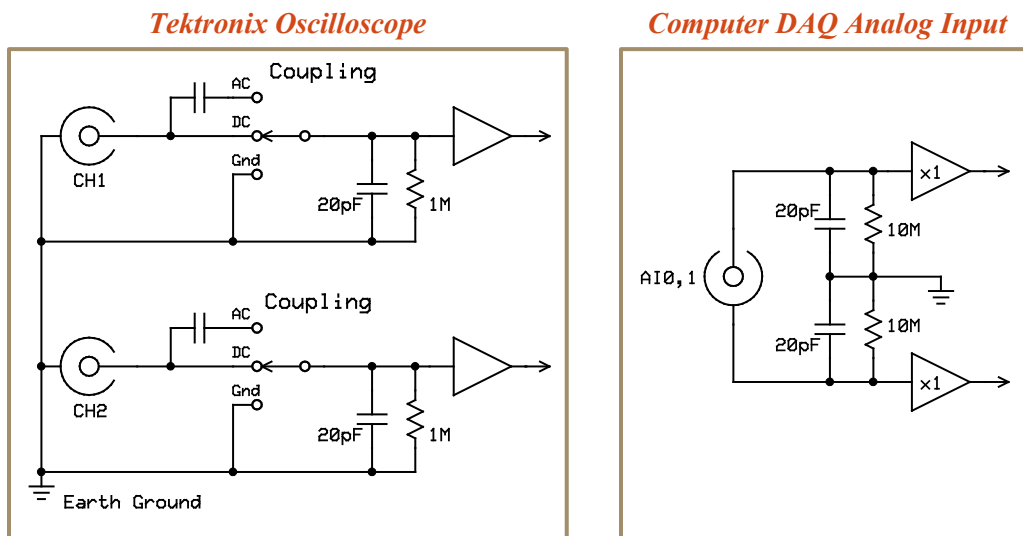 Tektronix Oscilloscope
Coupling
AC
DC
Gnd
CH1
20pF
1M
Coupling
AC
DC
Gnd
CH2
20pF
1M
Earth Ground
Computer DAQ Analog Input
x1
20pF
10M
AI0,1
10M
20pF
x1